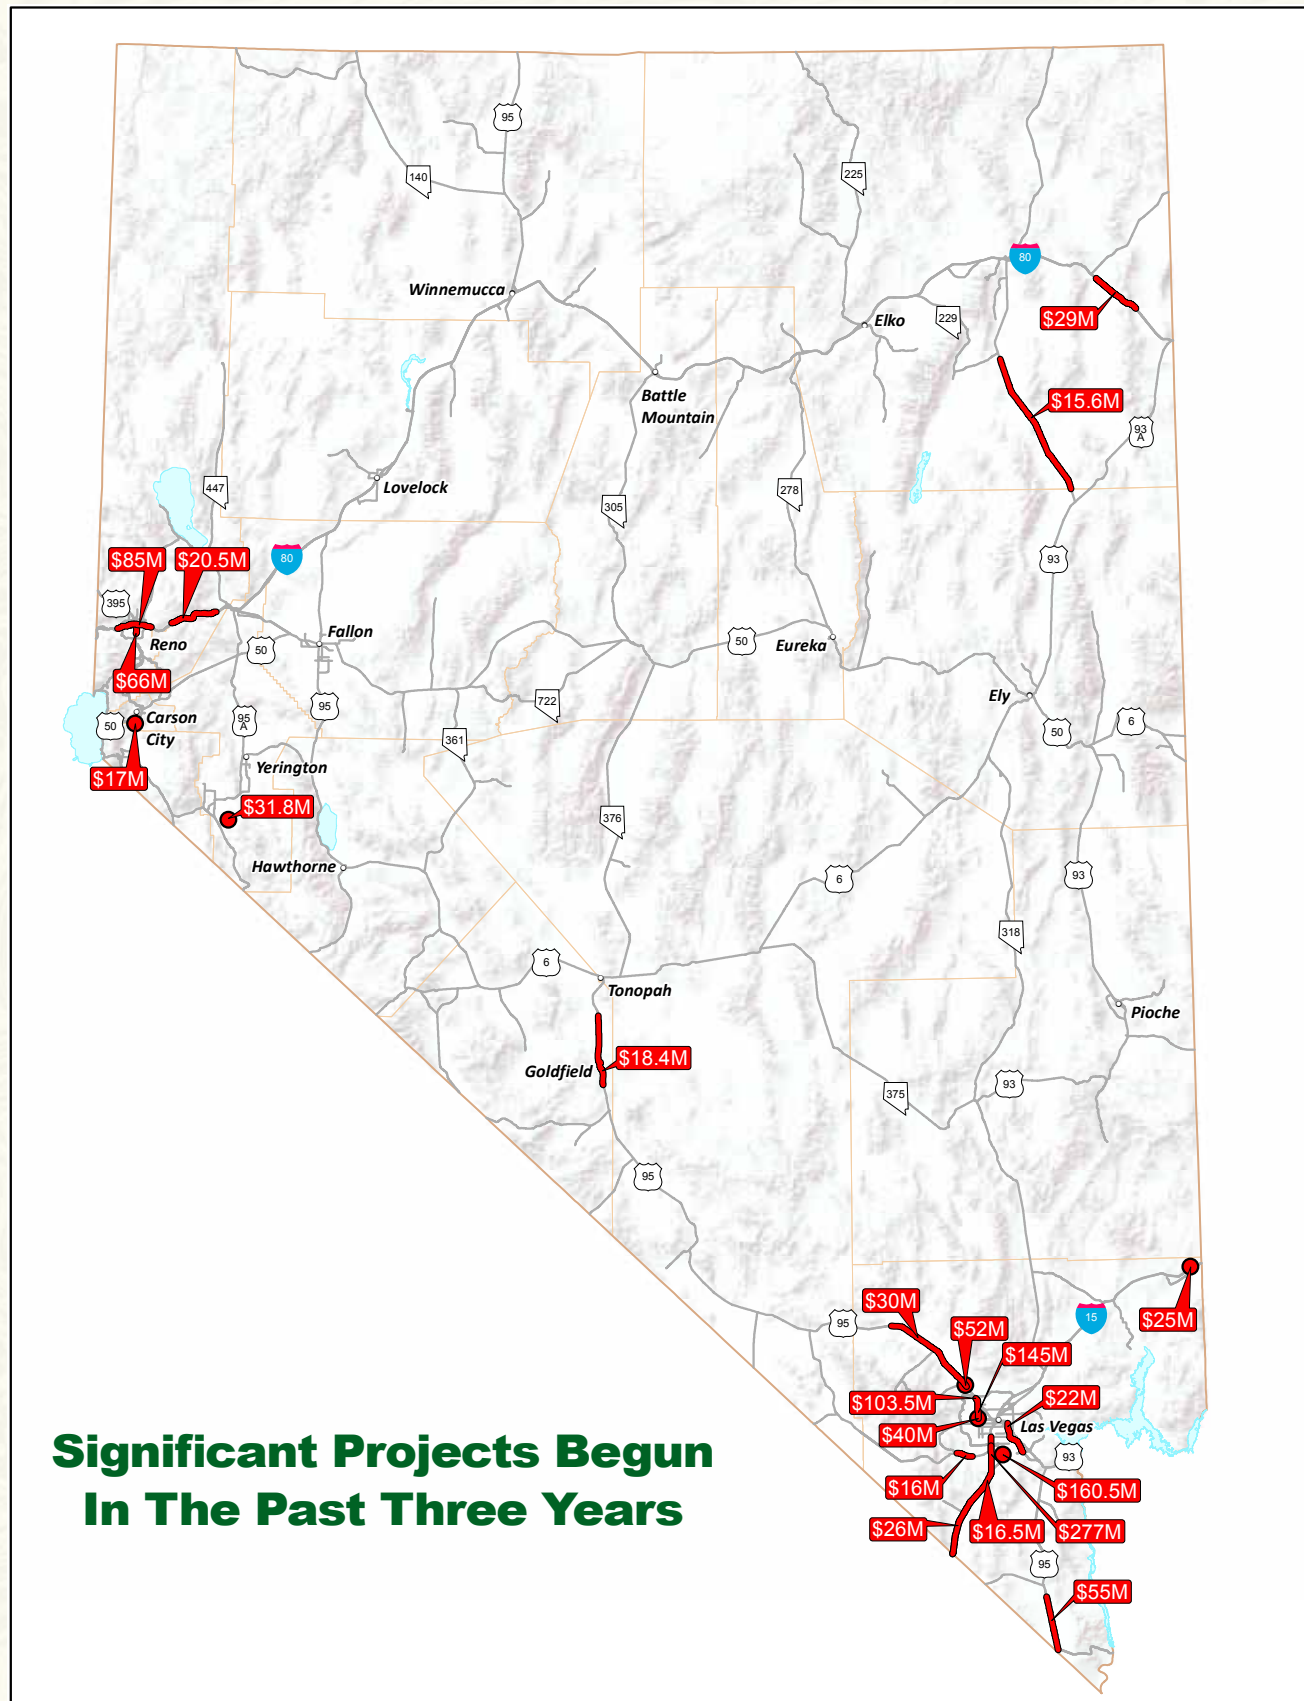 95
140
225
80
Winnemucca
Elko
229
$29M
Battle
Mountain
$15.6M
93
A
447
Lovelock
305
278
$85M
$20.5M
80
93
395
Reno
50
Fallon
50
Eureka
$66M
Ely
50
Carson
City
95
A
95
722
361
50
6
$17M
Yerington
$31.8M
376
Hawthorne
6
93
318
6
Tonopah
Pioche
Goldfield
$18.4M
375
93
95
$30M
95
$52M
15
$25M
$145M
$103.5M
$22M
$40M
Las Vegas
93
$16M
$160.5M
$26M
$16.5M
$277M
95
$55M
Significant Projects Begun
In The Past Three Years